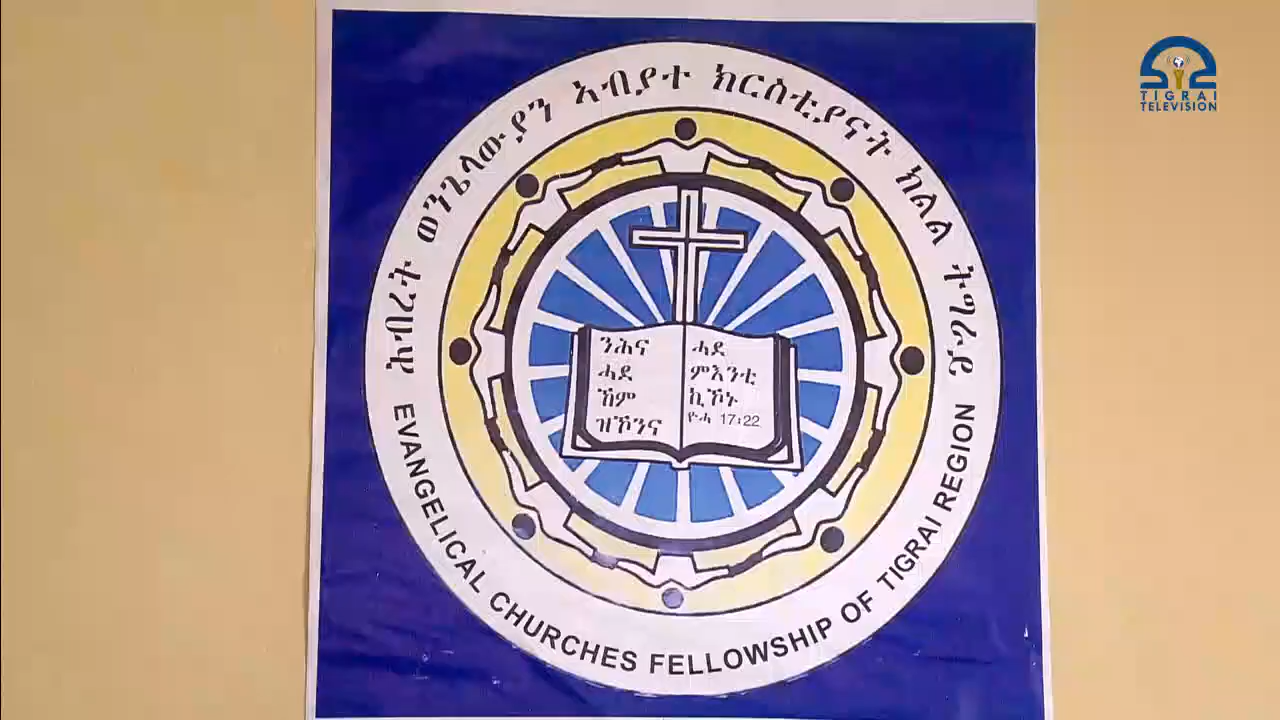 ሕብረት ወንጌላውያን ኣብያተ ክርስቲያናት ክልል ትግራይ
ንሕና
ሓደ
ኸም
ዝኾንና
ሓደ
ምእንቲ
ኪኾኑ
ዮሓ 17፡22
EVANGELICAL CHURCHES FELLOWSHIP OF TIGRAI REGION
TIGRAI
TELEVISION